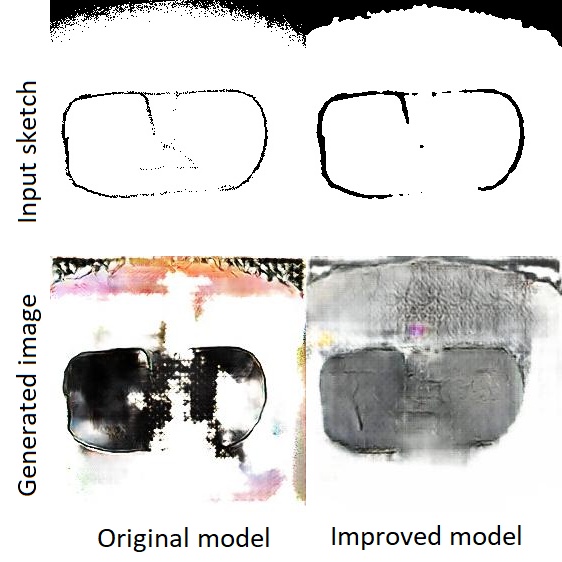 Input sketch
Generated image
Original model
Improved model